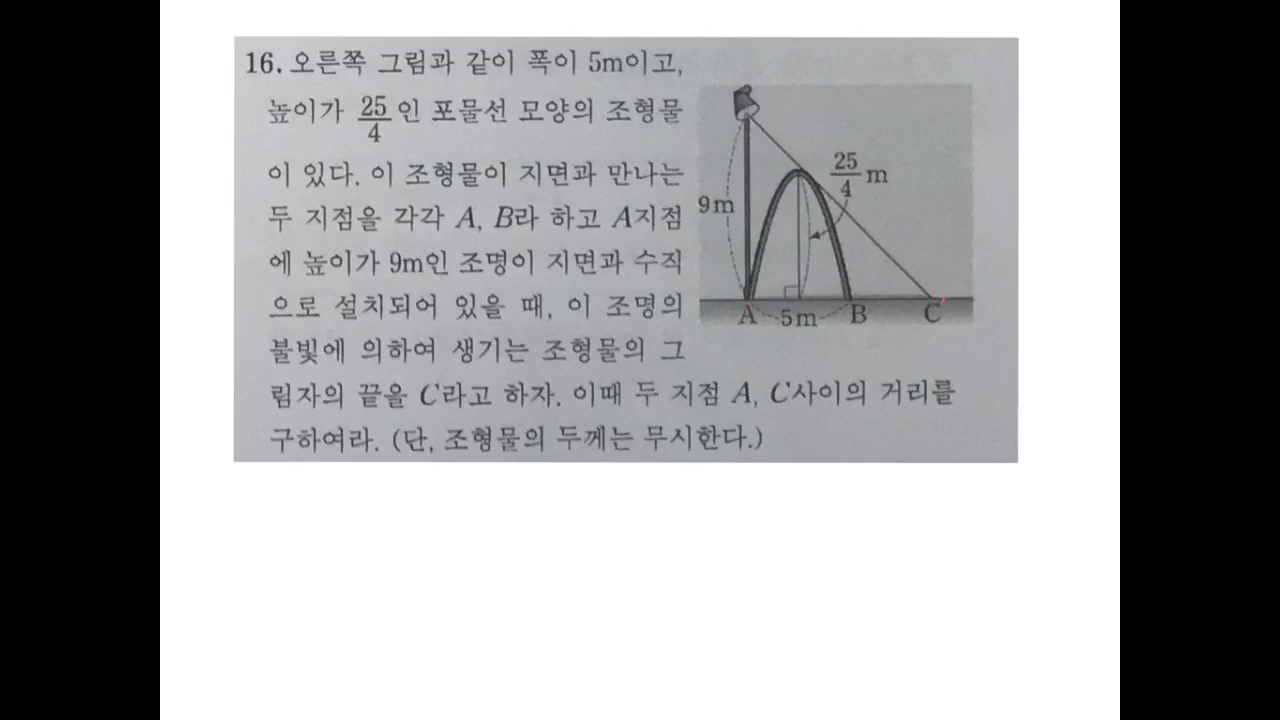 16. 오른쪽 그림과 같이 폭이 5m이고,
높이가 25/4인 포물선 모양의 조형물
이 있다. 이 조형물이 지면과 만나는
두 지점을 각각 A, B라 하고 A지점
에 높이가 9m인 조명이 지면과 수직
으로 설치되어 있을 때, 이 조명의
불빛에 의하여 생기는 조형물의 그
림자의 끝을 C라고 하자. 이때 두 지점 A, C사이의 거리를
구하여라. (단, 조형물의 두께는 무시한다.)
25/4 m
9m
A 5m B C